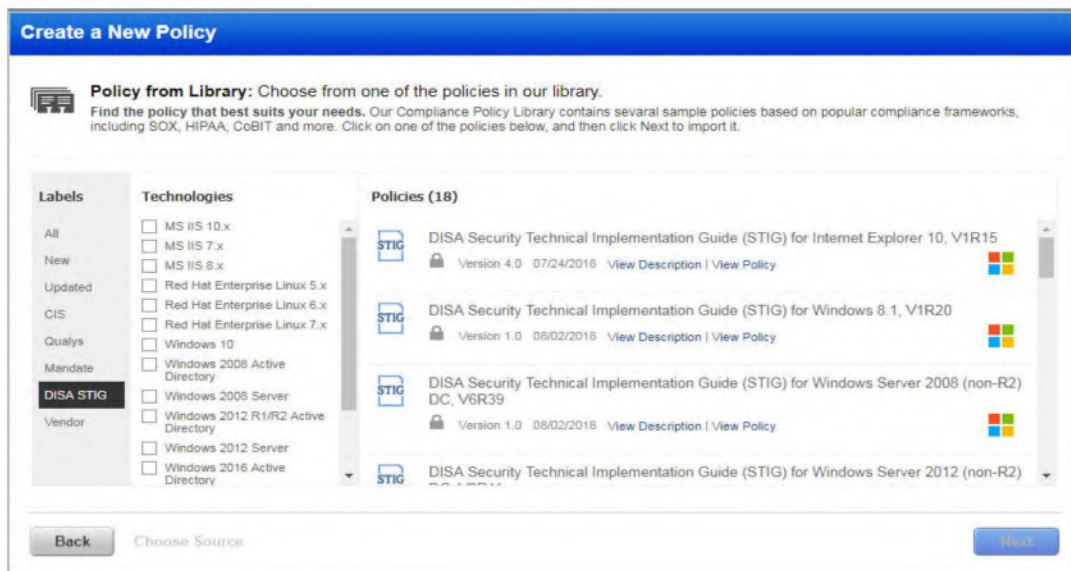 Create a New Policy
Policy from Library: Choose from one of the policies in our library.
Find the policy that best suits your needs. Our Compliance Policy Library contains sevaral sample policies based on popular compliance frameworks,
including SOX, HIPAA, CoBIT and more. Click on one of the policies below, and then click Next to import it.
Labels
All
New
Updated
CIS
Qualys
Mandate
DISA STIG
Vendor
Technologies
MS IIS 10.x
MS IIS 7.x
MS IIS 8.x
Red Hat Enterprise Linux 5.x
Red Hat Enterprise Linux 6.x
Red Hat Enterprise Linux 7.x
Windows 10
Windows 2008 Active
Directory
Windows 2008 Server
Windows 2012 R1/R2 Active
Directory
Windows 2012 Server
Windows 2016 Active
Directory
Policies (18)
STIG
DISA Security Technical Implementation Guide (STIG) for Internet Explorer 10, V1R15
Version 4.0 07/24/2018 View Description | View Policy
STIG
DISA Security Technical Implementation Guide (STIG) for Windows 8.1, V1R20
Version 1.0 08/02/2018 View Description | View Policy
STIG
DISA Security Technical Implementation Guide (STIG) for Windows Server 2008 (non-R2)
DC, V6R39
Version 1.0 08/02/2018 View Description | View Policy
STIG
DISA Security Technical Implementation Guide (STIG) for Windows Server 2012 (non-R2)
Back
Choose Source
Next